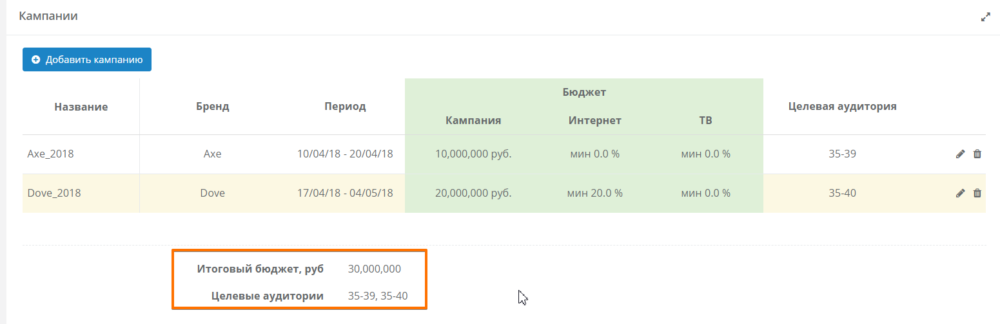 Кампании
Добавить кампанию
Название Бренд Период Бюджет Целевая аудитория
Кампания Интернет ТВ
Axe_2018 Axe 10/04/18 - 20/04/18 10,000,000 руб. мин 0.0 % мин 0.0 % 35-39
Dove_2018 Dove 17/04/18 - 04/05/18 20,000,000 руб. мин 20.0 % мин 0.0 % 35-40
Итоговый бюджет, руб 30,000,000
Целевые аудитории 35-39, 35-40